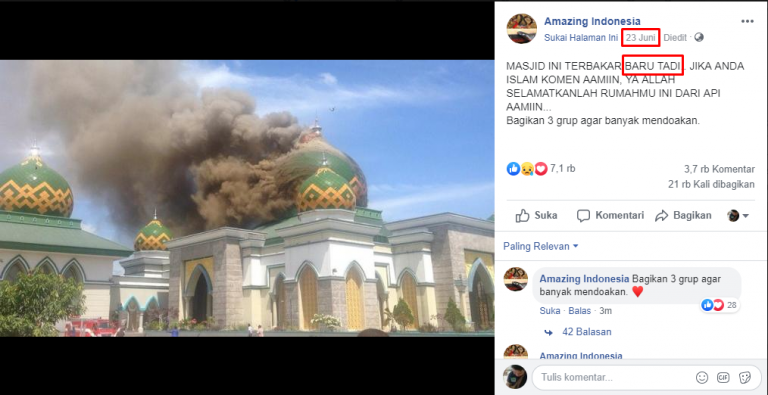 Amazing Indonesia
Sukai Halaman Ini · 23 Juni · Diedit ·
MASJID INI TERBAKAR BARU TADI. JIKA ANDA
ISLAM KOMEN AAMIIN, YA ALLAH
SELAMATKANLAH RUMAHMU INI DARI API
AAMIIN...
Bagikan 3 grup agar banyak mendoakan.
7,1 rb
3,7 rb Komentar
21 rb Kali dibagikan
Suka Komentari Bagikan
Paling Relevan
Amazing Indonesia Bagikan 3 grup agar
banyak mendoakan. ❤
28
Suka · Balas · 3m
42 Balasan
Amazing Indonesia
Tulis komentar...
GIF